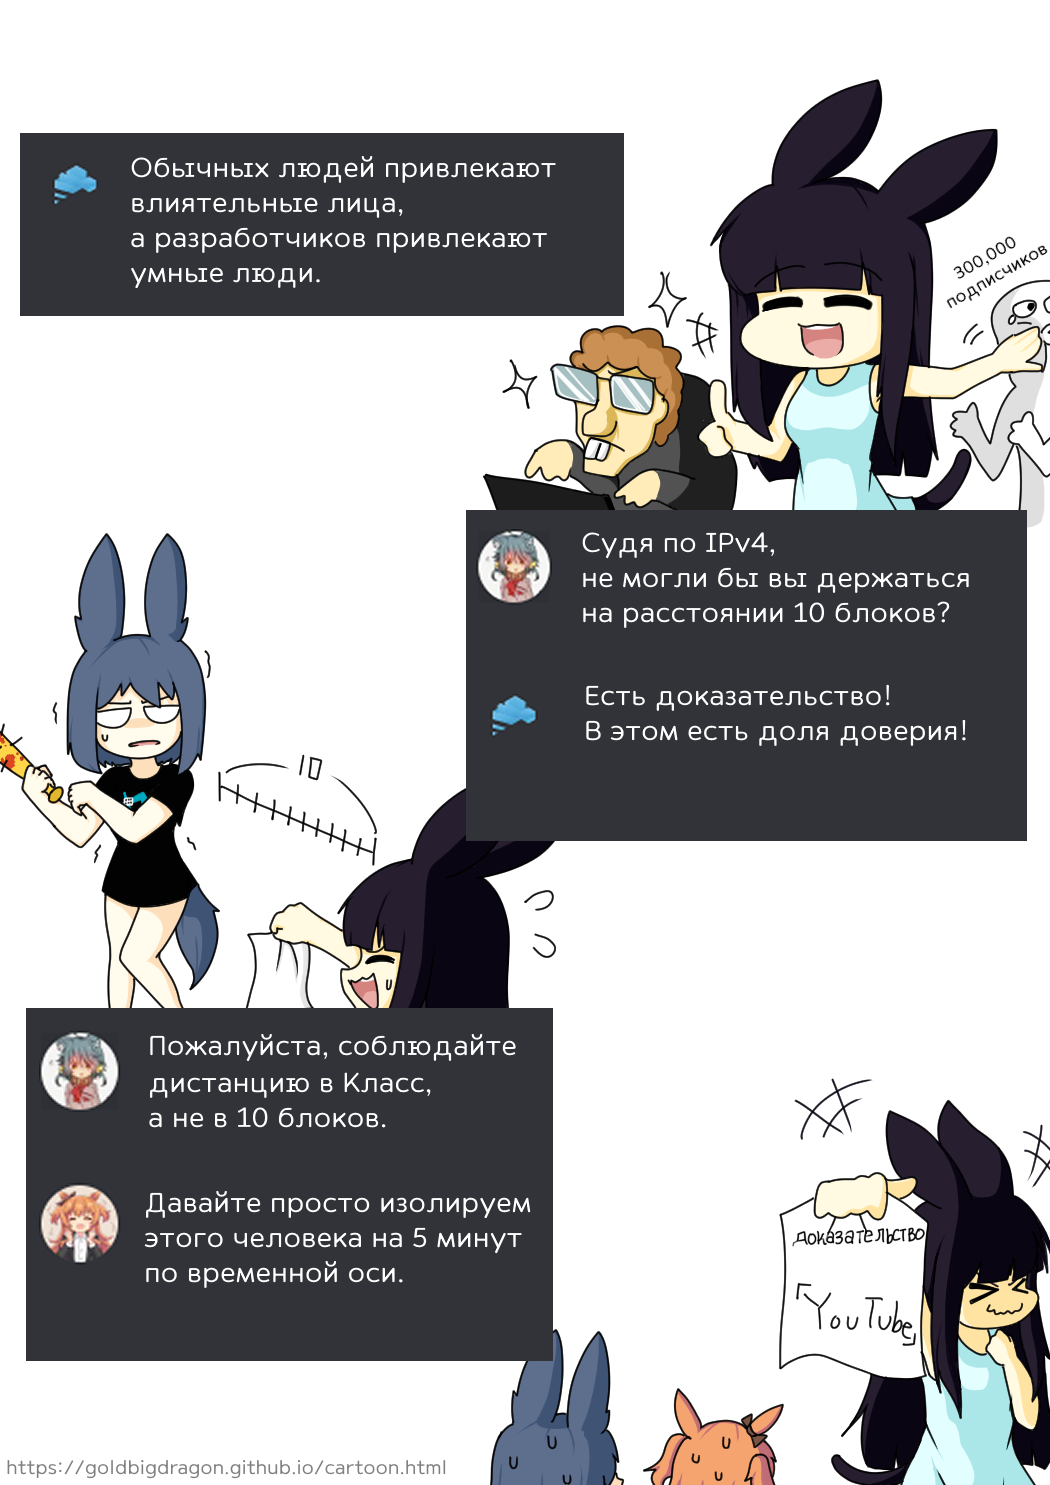 Обычных людей привлекают
влиятельные лица,
а разработчиков привлекают
умные люди.
300,000
подписчиков
Судя по IPv4,
не могли бы вы держаться
на расстоянии 10 блоков?
Есть доказательство!
В этом есть доля доверия!
10
Пожалуйста, соблюдайте
дистанцию в Класс,
а не в 10 блоков.
Давайте просто изолируем
этого человека на 5 минут
по временной оси.
доказательство
「YouTube」
https://goldbigdragon.github.io/cartoon.html